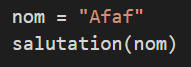 nom = "Afaf"
salutation(nom)